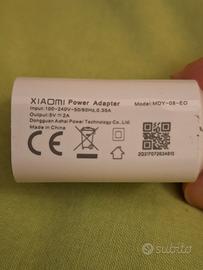 XIAOMI Power Adapter
Model:MDY-08-EO
Input:100-240V~50/60Hz,0.35A
Output:5V⎓2A
Dongguan Aohai Power Technology Co.,Ltd.
Made in China
CE
subito